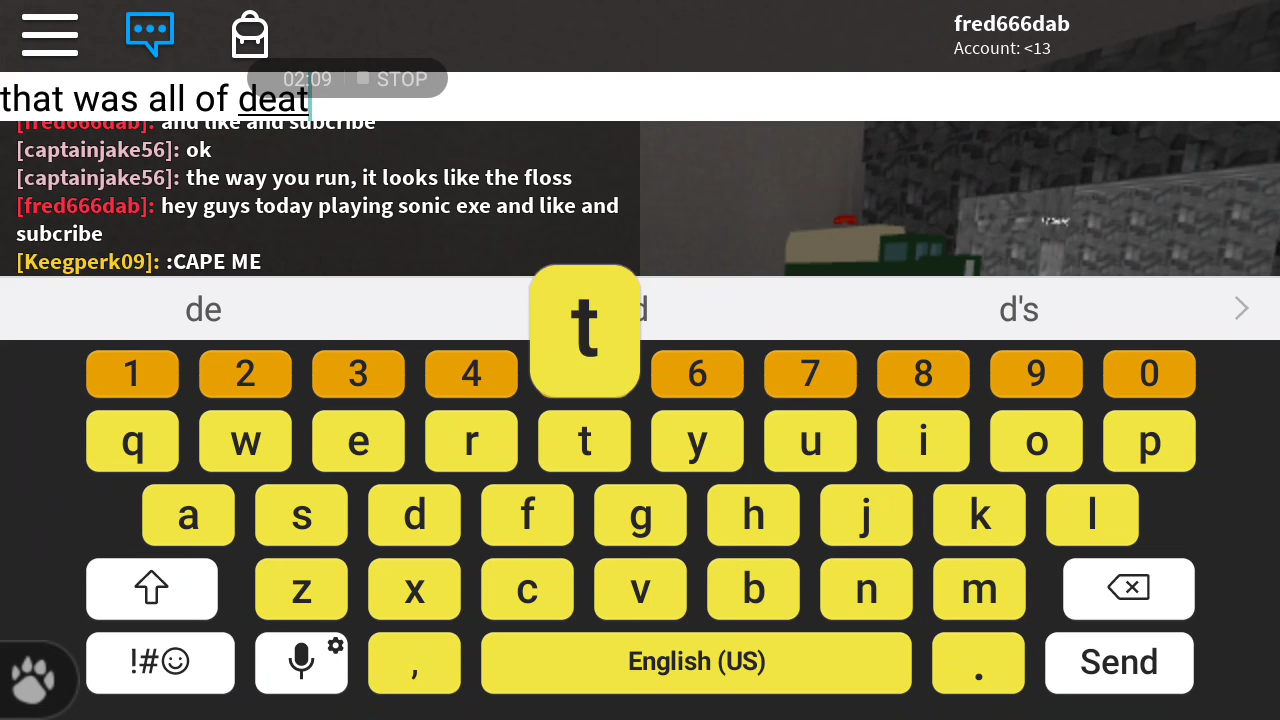 fred666dab
Account: <13
02:09 STOP
that was all of deat
[fred666dab]: and like and subcribe
[captainjake56]: ok
[captainjake56]: the way you run, it looks like the floss
[fred666dab]: hey guys today playing sonic exe and like and
subcribe
[Keegperk09]: :CAPE ME
de d d's
t
1 2 3 4 6 7 8 9 0
q w e r t y u i o p
a s d f g h j k l
z x c v b n m
!#☺ , English (US) . Send